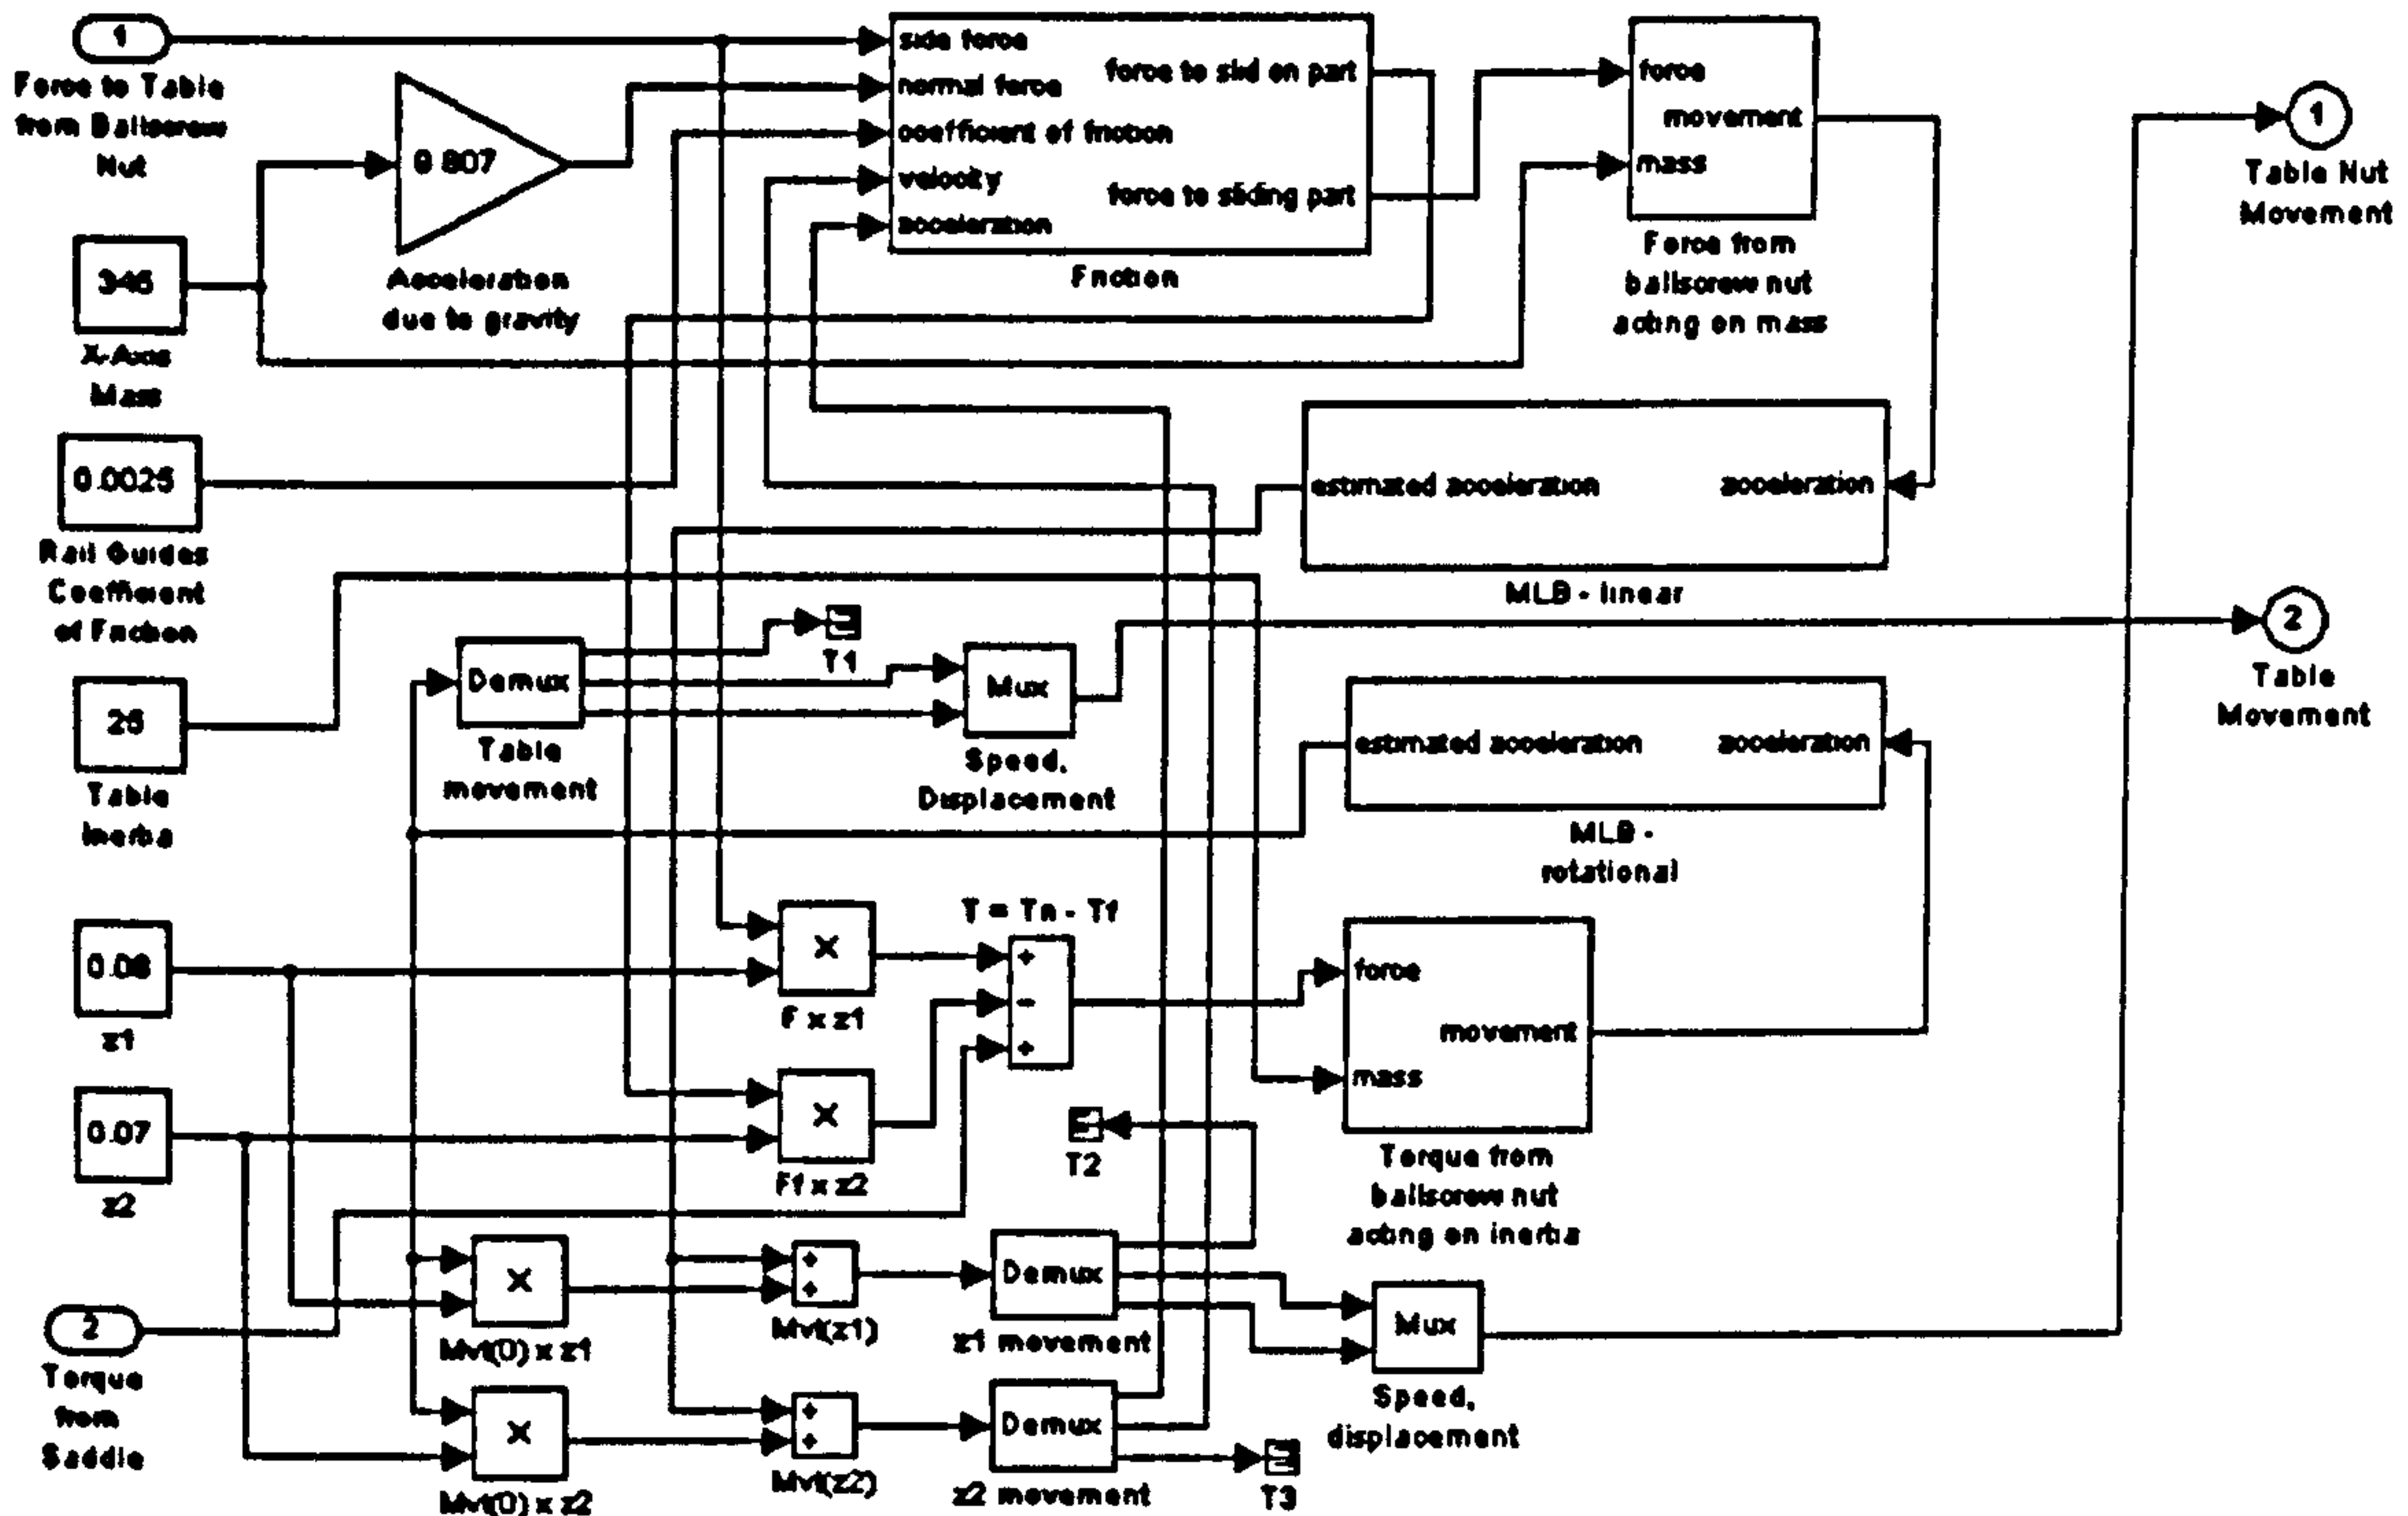 1
Force to Table
from Ballscrew
Nut
side force
normal force
coefficient of friction
velocity
acceleration
force to slid on part
force to sliding part
Friction
force
movement
mass
Force from
ballscrew nut
acting on mass
1
Table Nut
Movement
9.807
Acceleration
due to gravity
X-Axis
Mass
0.0025
Rail Guides
Coefficient
of Friction
estimated acceleration
acceleration
MLB - linear
2
Table
Movement
Demux
Table
movement
T1
Mux
Speed,
Displacement
Table
Inertia
estimated acceleration
acceleration
MLB -
rotational
z1
X
F x z1
T = Tn - Tf
+
-
+
force
movement
mass
Torque from
ballscrew nut
acting on inertia
0.07
z2
X
Ff x z2
T2
2
Torque
from
Saddle
X
Mvt(0) x z1
+
+
Mvt(z1)
Demux
z1 movement
Mux
Speed,
displacement
X
Mvt(0) x z2
+
+
Mvt(z2)
Demux
z2 movement
T3